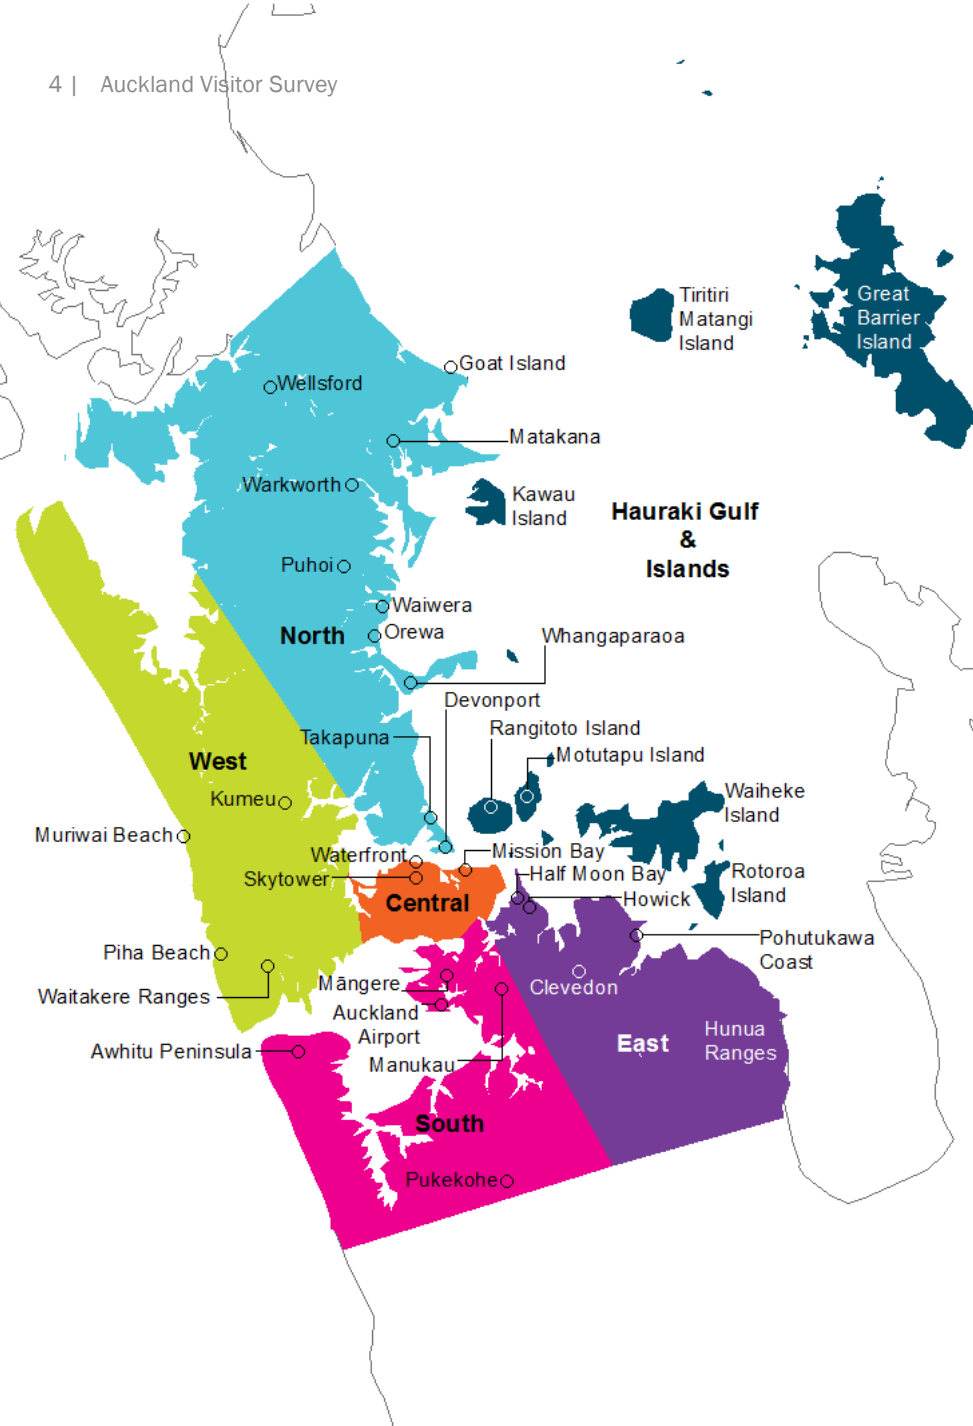 4 | Auckland Visitor Survey
Tiritiri
Matangi
Island
Great
Barrier
Island
Goat Island
Wellsford
Matakana
Warkworth
Kawau
Island
Hauraki Gulf
&
Islands
Puhoi
Waiwera
Orewa
North
Whangaparaoa
Devonport
Takapuna
Rangitoto Island
Motutapu Island
West
Kumeu
Waiheke
Island
Muriwai Beach
Waterfront
Mission Bay
Skytower
Half Moon Bay
Rotoroa
Island
Central
Howick
Piha Beach
Pohutukawa
Coast
Waitakere Ranges
Māngere
Clevedon
Auckland
Airport
Hunua
Ranges
East
Awhitu Peninsula
Manukau
South
Pukekohe